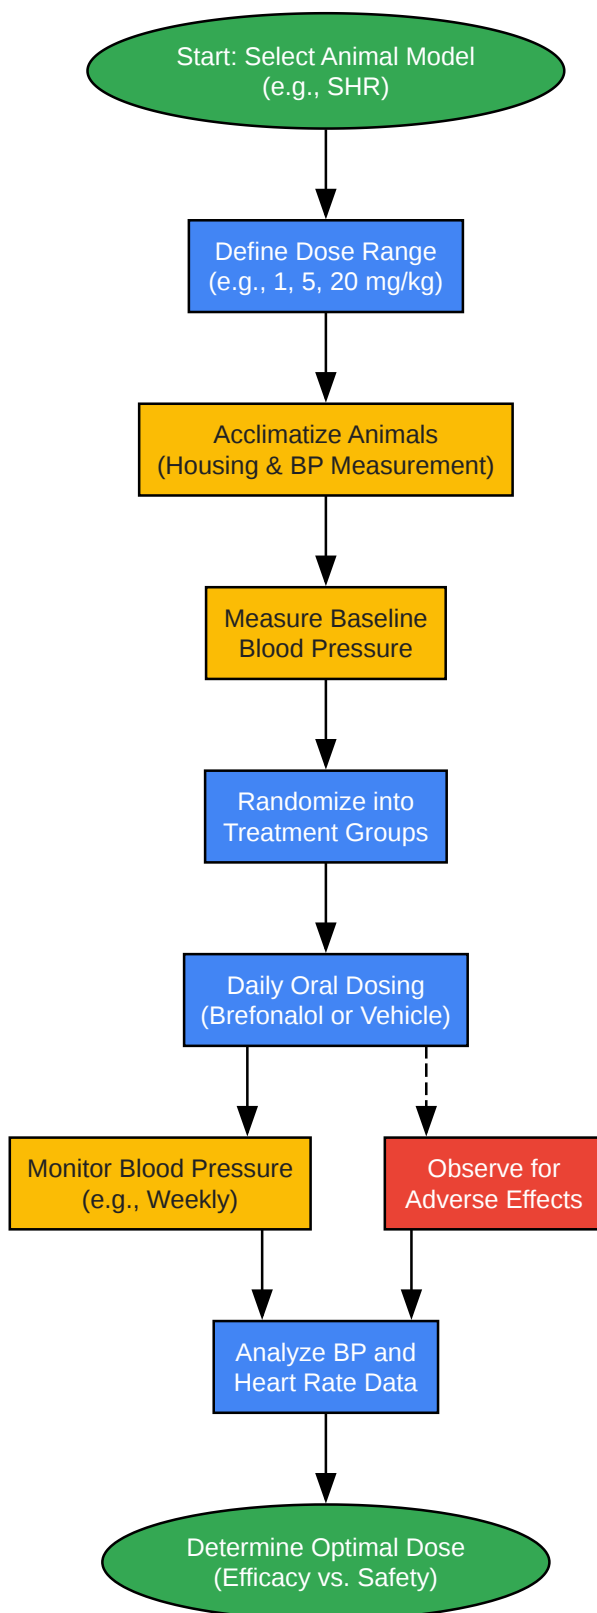 Start: Select Animal Model
(e.g., SHR)
Define Dose Range
(e.g., 1, 5, 20 mg/kg)
Acclimatize Animals
(Housing & BP Measurement)
Measure Baseline
Blood Pressure
Randomize into
Treatment Groups
Daily Oral Dosing
(Brefonalol or Vehicle)
Monitor Blood Pressure
(e.g., Weekly)
Observe for
Adverse Effects
Analyze BP and
Heart Rate Data
Determine Optimal Dose
(Efficacy vs. Safety)